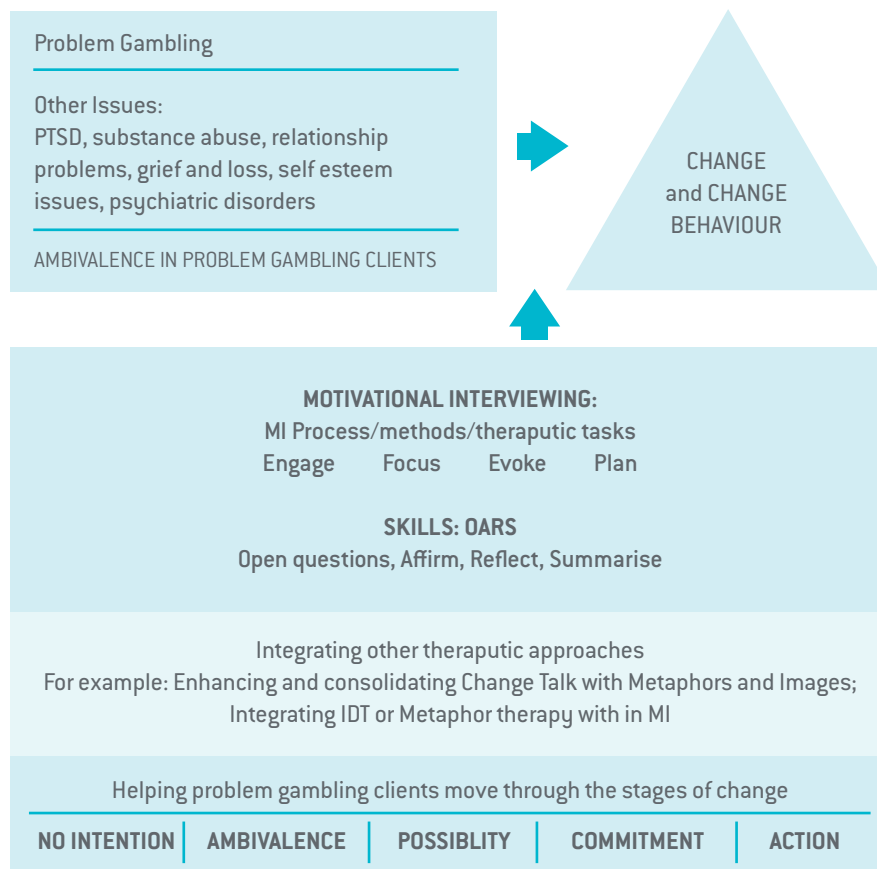 Problem Gambling
Other Issues:
PTSD, substance abuse, relationship
problems, grief and loss, self esteem
issues, psychiatric disorders
AMBIVALENCE IN PROBLEM GAMBLING CLIENTS
CHANGE
and CHANGE
BEHAVIOUR
MOTIVATIONAL INTERVIEWING:
MI Process/methods/theraputic tasks
Engage Focus Evoke Plan
SKILLS: OARS
Open questions, Affirm, Reflect, Summarise
Integrating other theraputic approaches
For example: Enhancing and consolidating Change Talk with Metaphors and Images;
Integrating IDT or Metaphor therapy with in MI
Helping problem gambling clients move through the stages of change
NO INTENTION AMBIVALENCE POSSIBLITY COMMITMENT ACTION